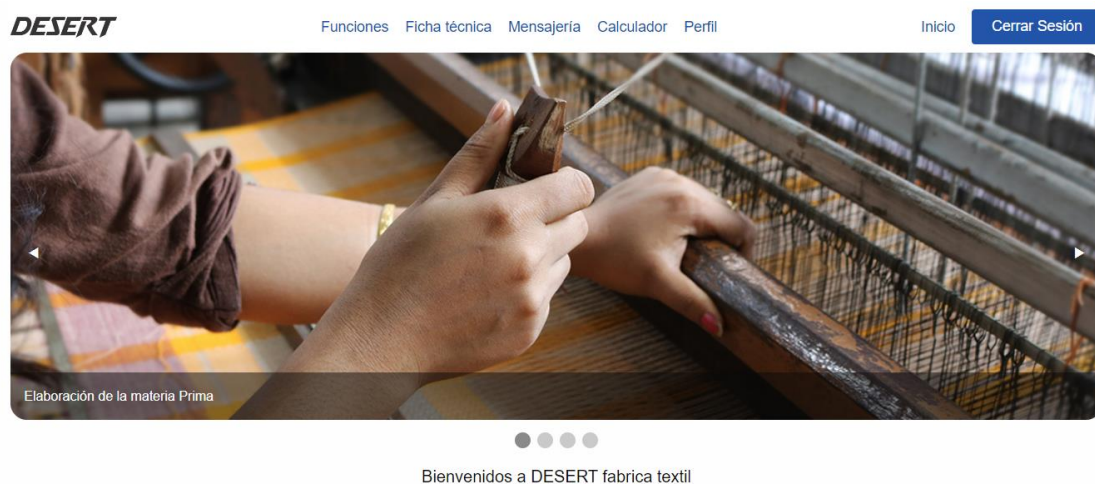 DESERT
Funciones Ficha técnica Mensajería Calculador Perfil
Inicio Cerrar Sesión
Elaboración de la materia Prima
Bienvenidos a DESERT fabrica textil